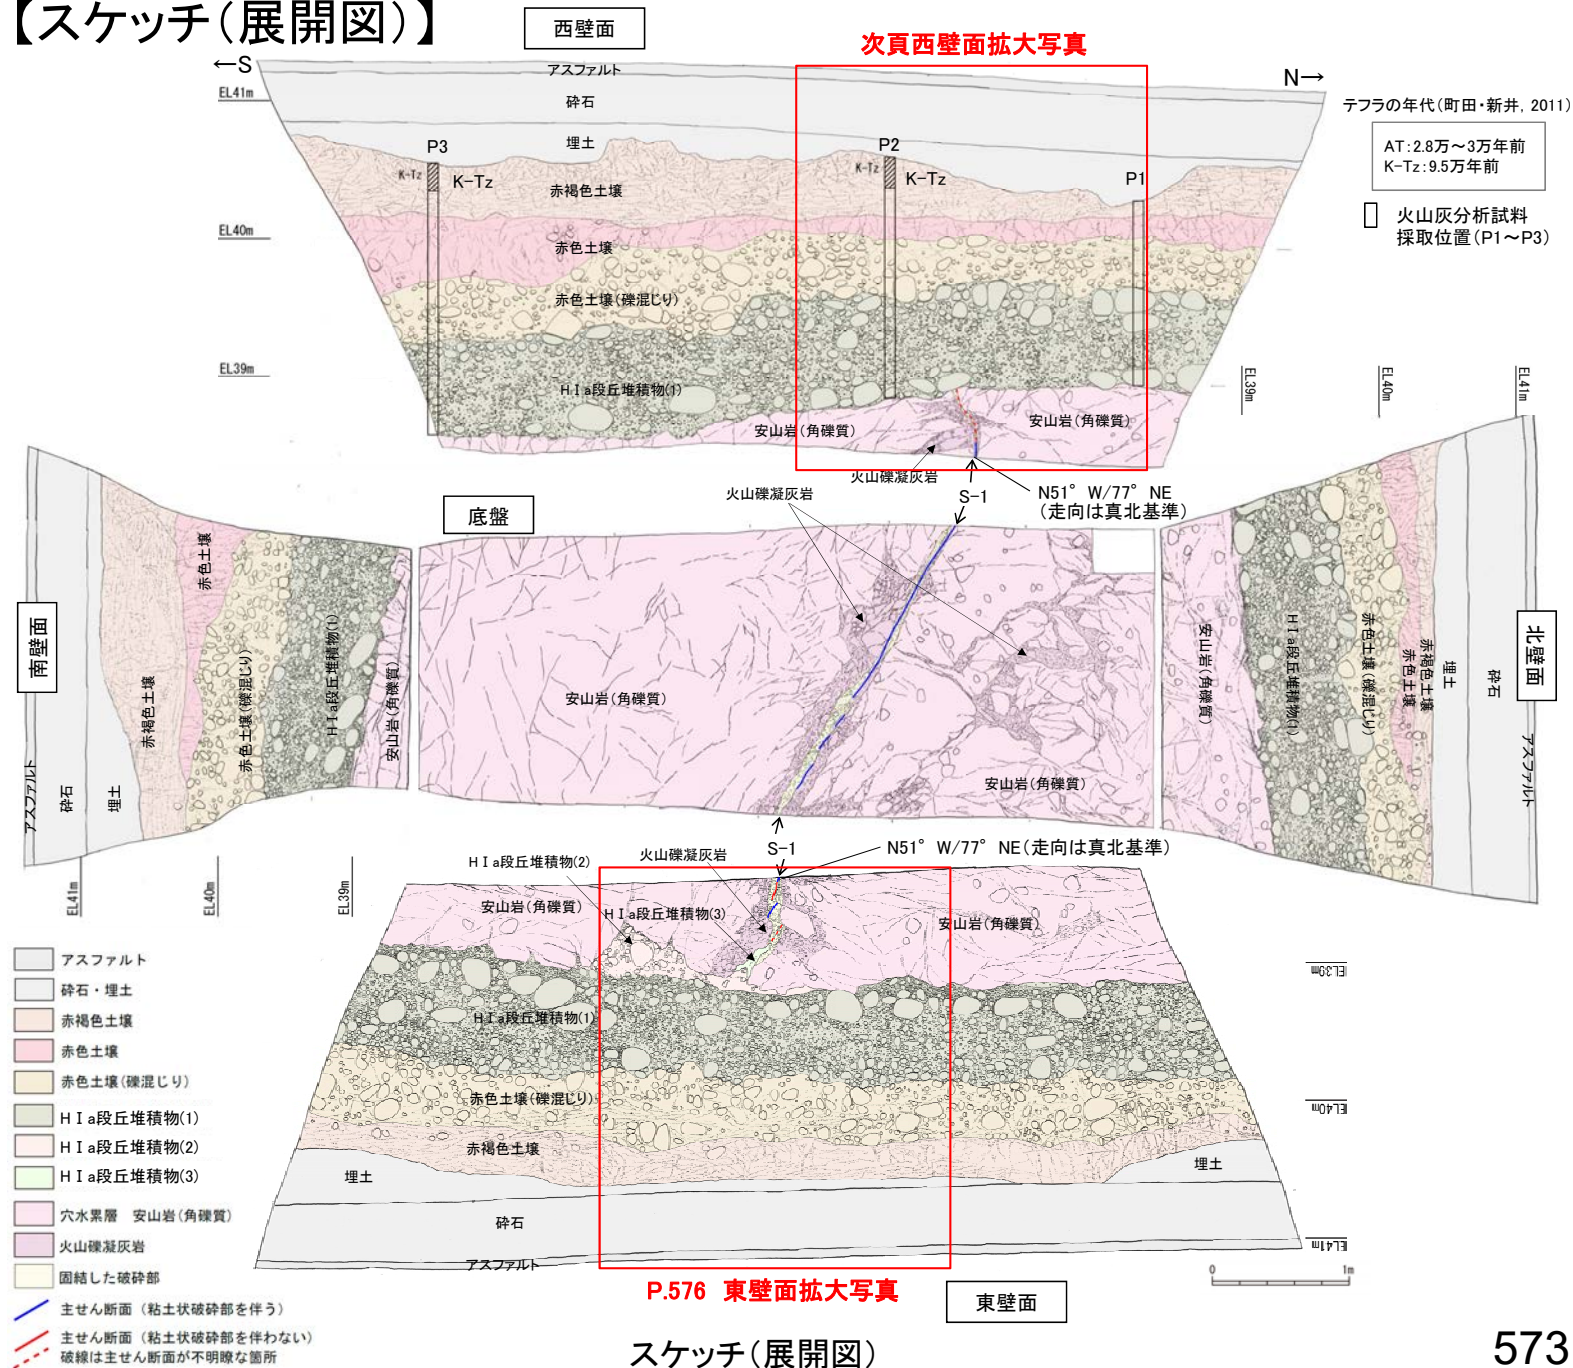 【スケッチ(展開図)】
西壁面
次頁西壁面拡大写真
←S
N→
アスファルト
EL41m
砕石
テフラの年代(町田・新井, 2011)
AT:2.8万～3万年前
K-Tz:9.5万年前
火山灰分析試料
採取位置(P1～P3)
P3
埋土
P2
K-Tz
K-Tz
K-Tz
K-Tz
P1
赤褐色土壌
EL40m
赤色土壌
赤色土壌(礫混じり)
EL39m
HⅠa段丘堆積物(1)
安山岩(角礫質)
安山岩(角礫質)
火山礫凝灰岩
EL39m
EL40m
EL41m
底盤
火山礫凝灰岩
S-1
N51°W/77°NE
(走向は真北基準)
南壁面
アスファルト
砕石
埋土
赤褐色土壌
赤色土壌
赤色土壌(礫混じり)
HⅠa段丘堆積物(1)
安山岩(角礫質)
安山岩(角礫質)
安山岩(角礫質)
安山岩(角礫質)
HⅠa段丘堆積物(1)
赤色土壌(礫混じり)
赤色土壌
赤褐色土壌
埋土
砕石
アスファルト
北壁面
EL41m
EL40m
EL39m
S-1
N51°W/77°NE(走向は真北基準)
HⅠa段丘堆積物(2)
火山礫凝灰岩
安山岩(角礫質)
HⅠa段丘堆積物(3)
安山岩(角礫質)
EL39m
HⅠa段丘堆積物(1)
赤色土壌(礫混じり)
EL40m
赤褐色土壌
埋土
埋土
砕石
EL41m
アスファルト
P.576 東壁面拡大写真
東壁面
0 1m
アスファルト
砕石・埋土
赤褐色土壌
赤色土壌
赤色土壌(礫混じり)
HⅠa段丘堆積物(1)
HⅠa段丘堆積物(2)
HⅠa段丘堆積物(3)
穴水累層 安山岩(角礫質)
火山礫凝灰岩
固結した破砕部
主せん断面(粘土状破砕部を伴う)
主せん断面(粘土状破砕部を伴わない)
破線は主せん断面が不明瞭な箇所
スケッチ(展開図)
573